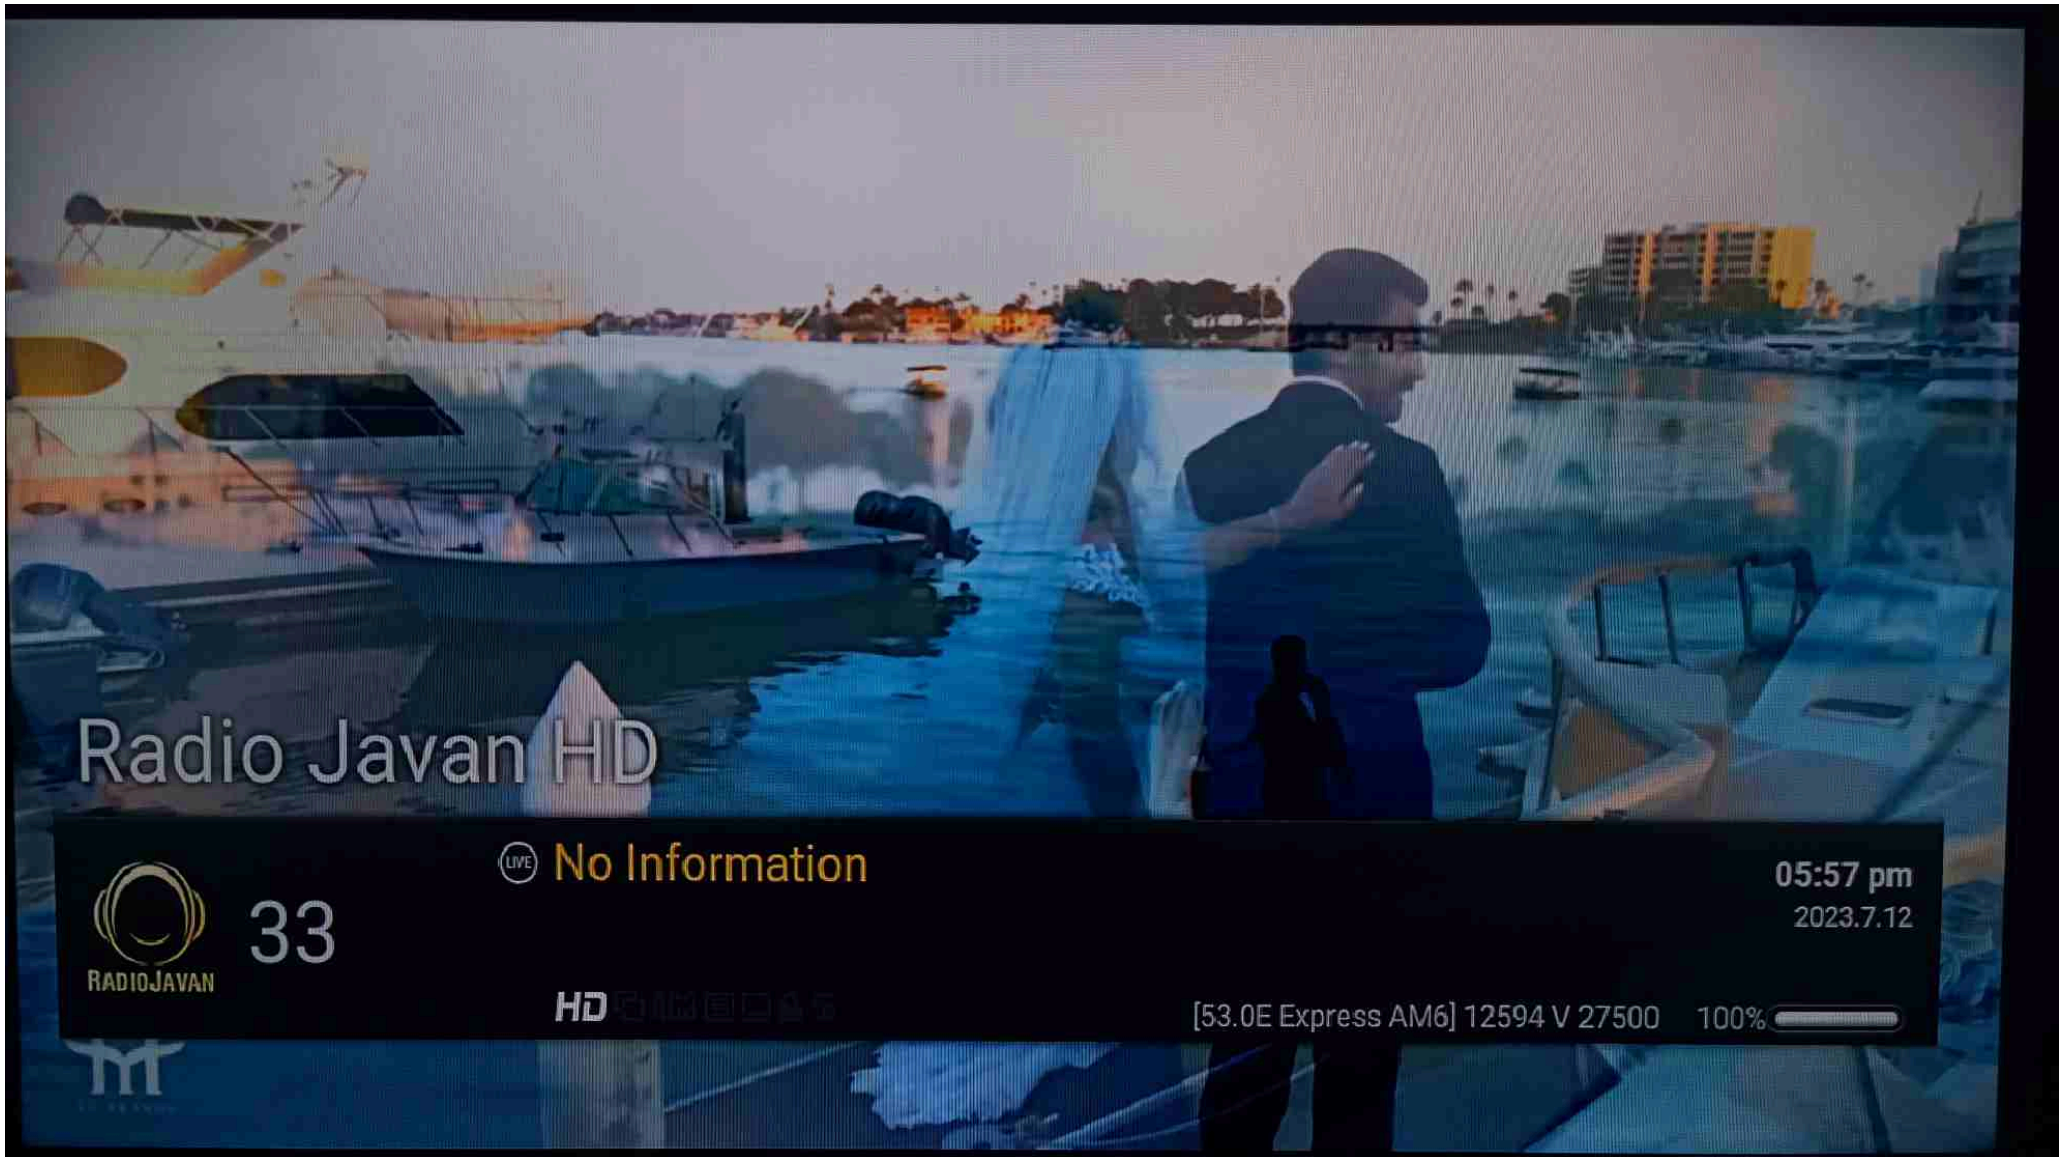 Radio Javan HD
LIVE No Information
05:57 pm
2023.7.12
33
RADIOJAVAN
HD
[53.0E Express AM6] 12594 V 27500 100%